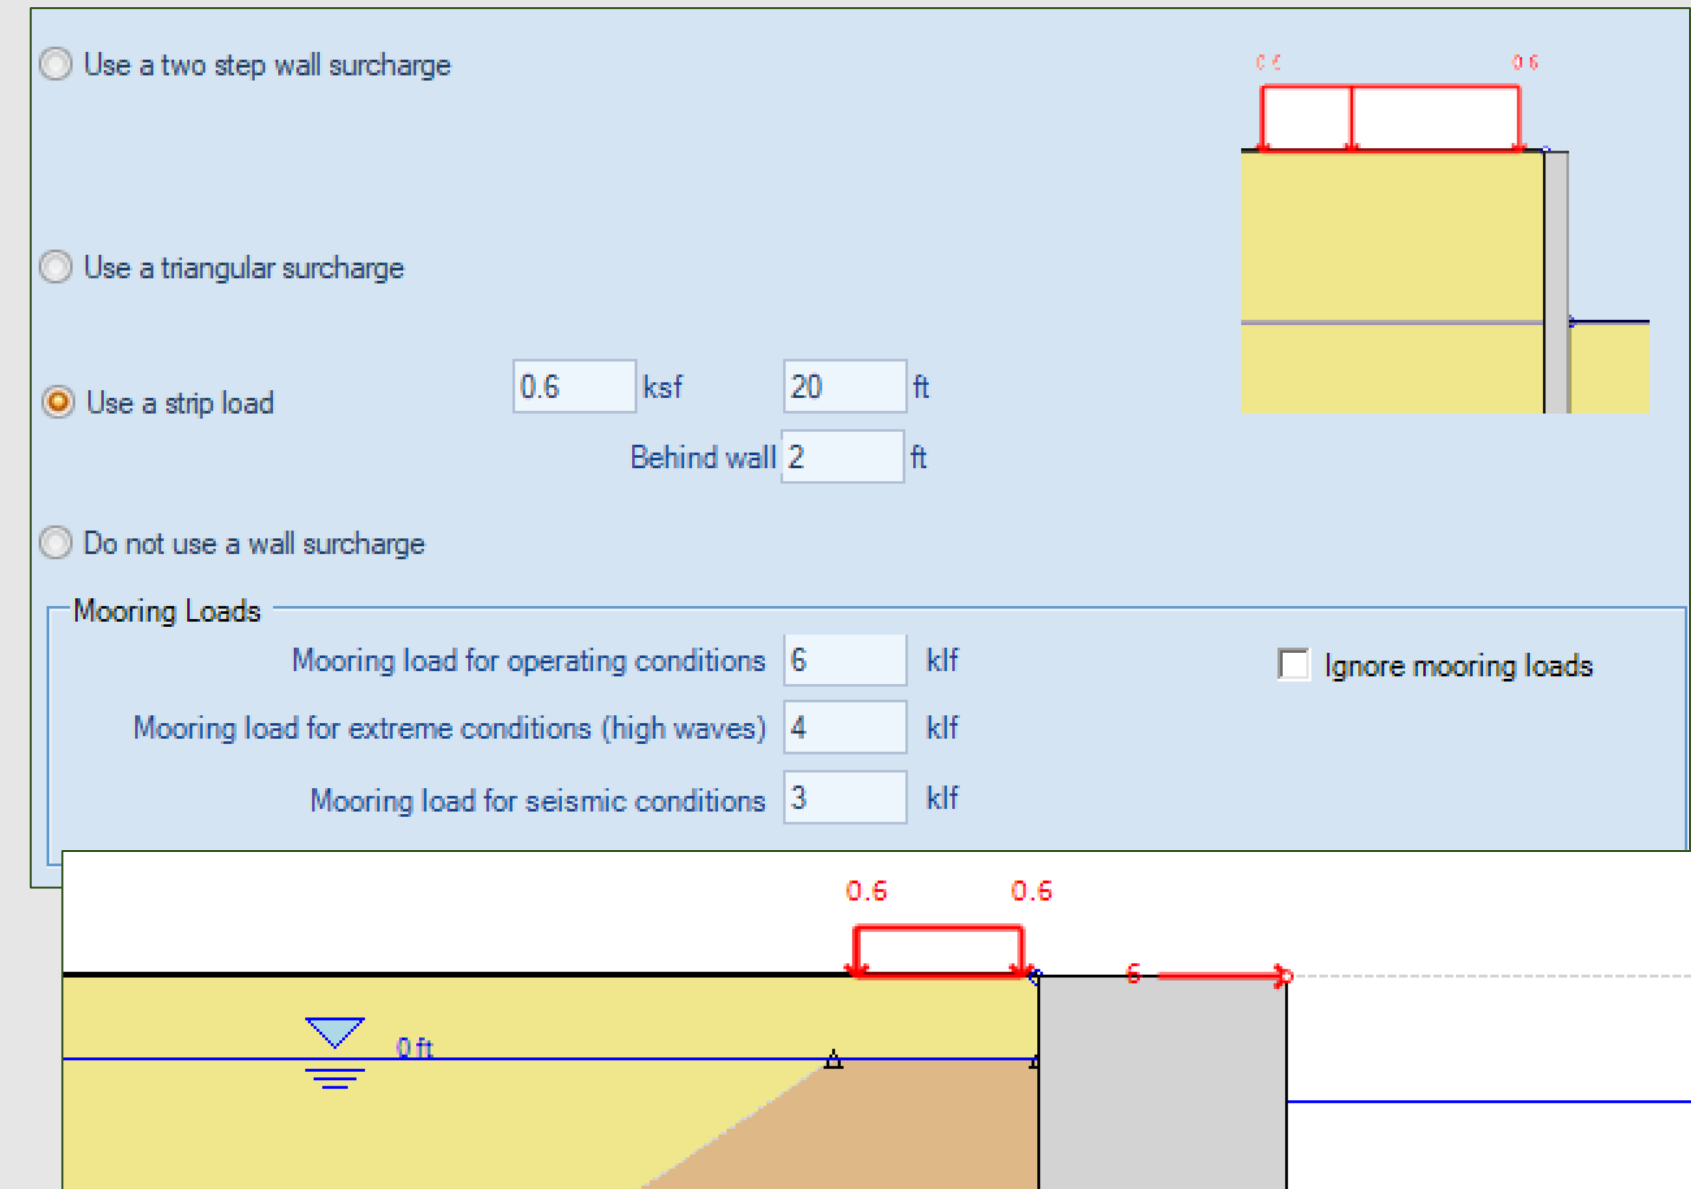 Use a two step wall surcharge
0.6
Use a triangular surcharge
Use a strip load 0.6 ksf 20 ft
Behind wall 2 ft
Do not use a wall surcharge
Mooring Loads
Mooring load for operating conditions 6 klf Ignore mooring loads
Mooring load for extreme conditions (high waves) 4 klf
Mooring load for seismic conditions 3 klf
0.6 0.6
6
0 ft